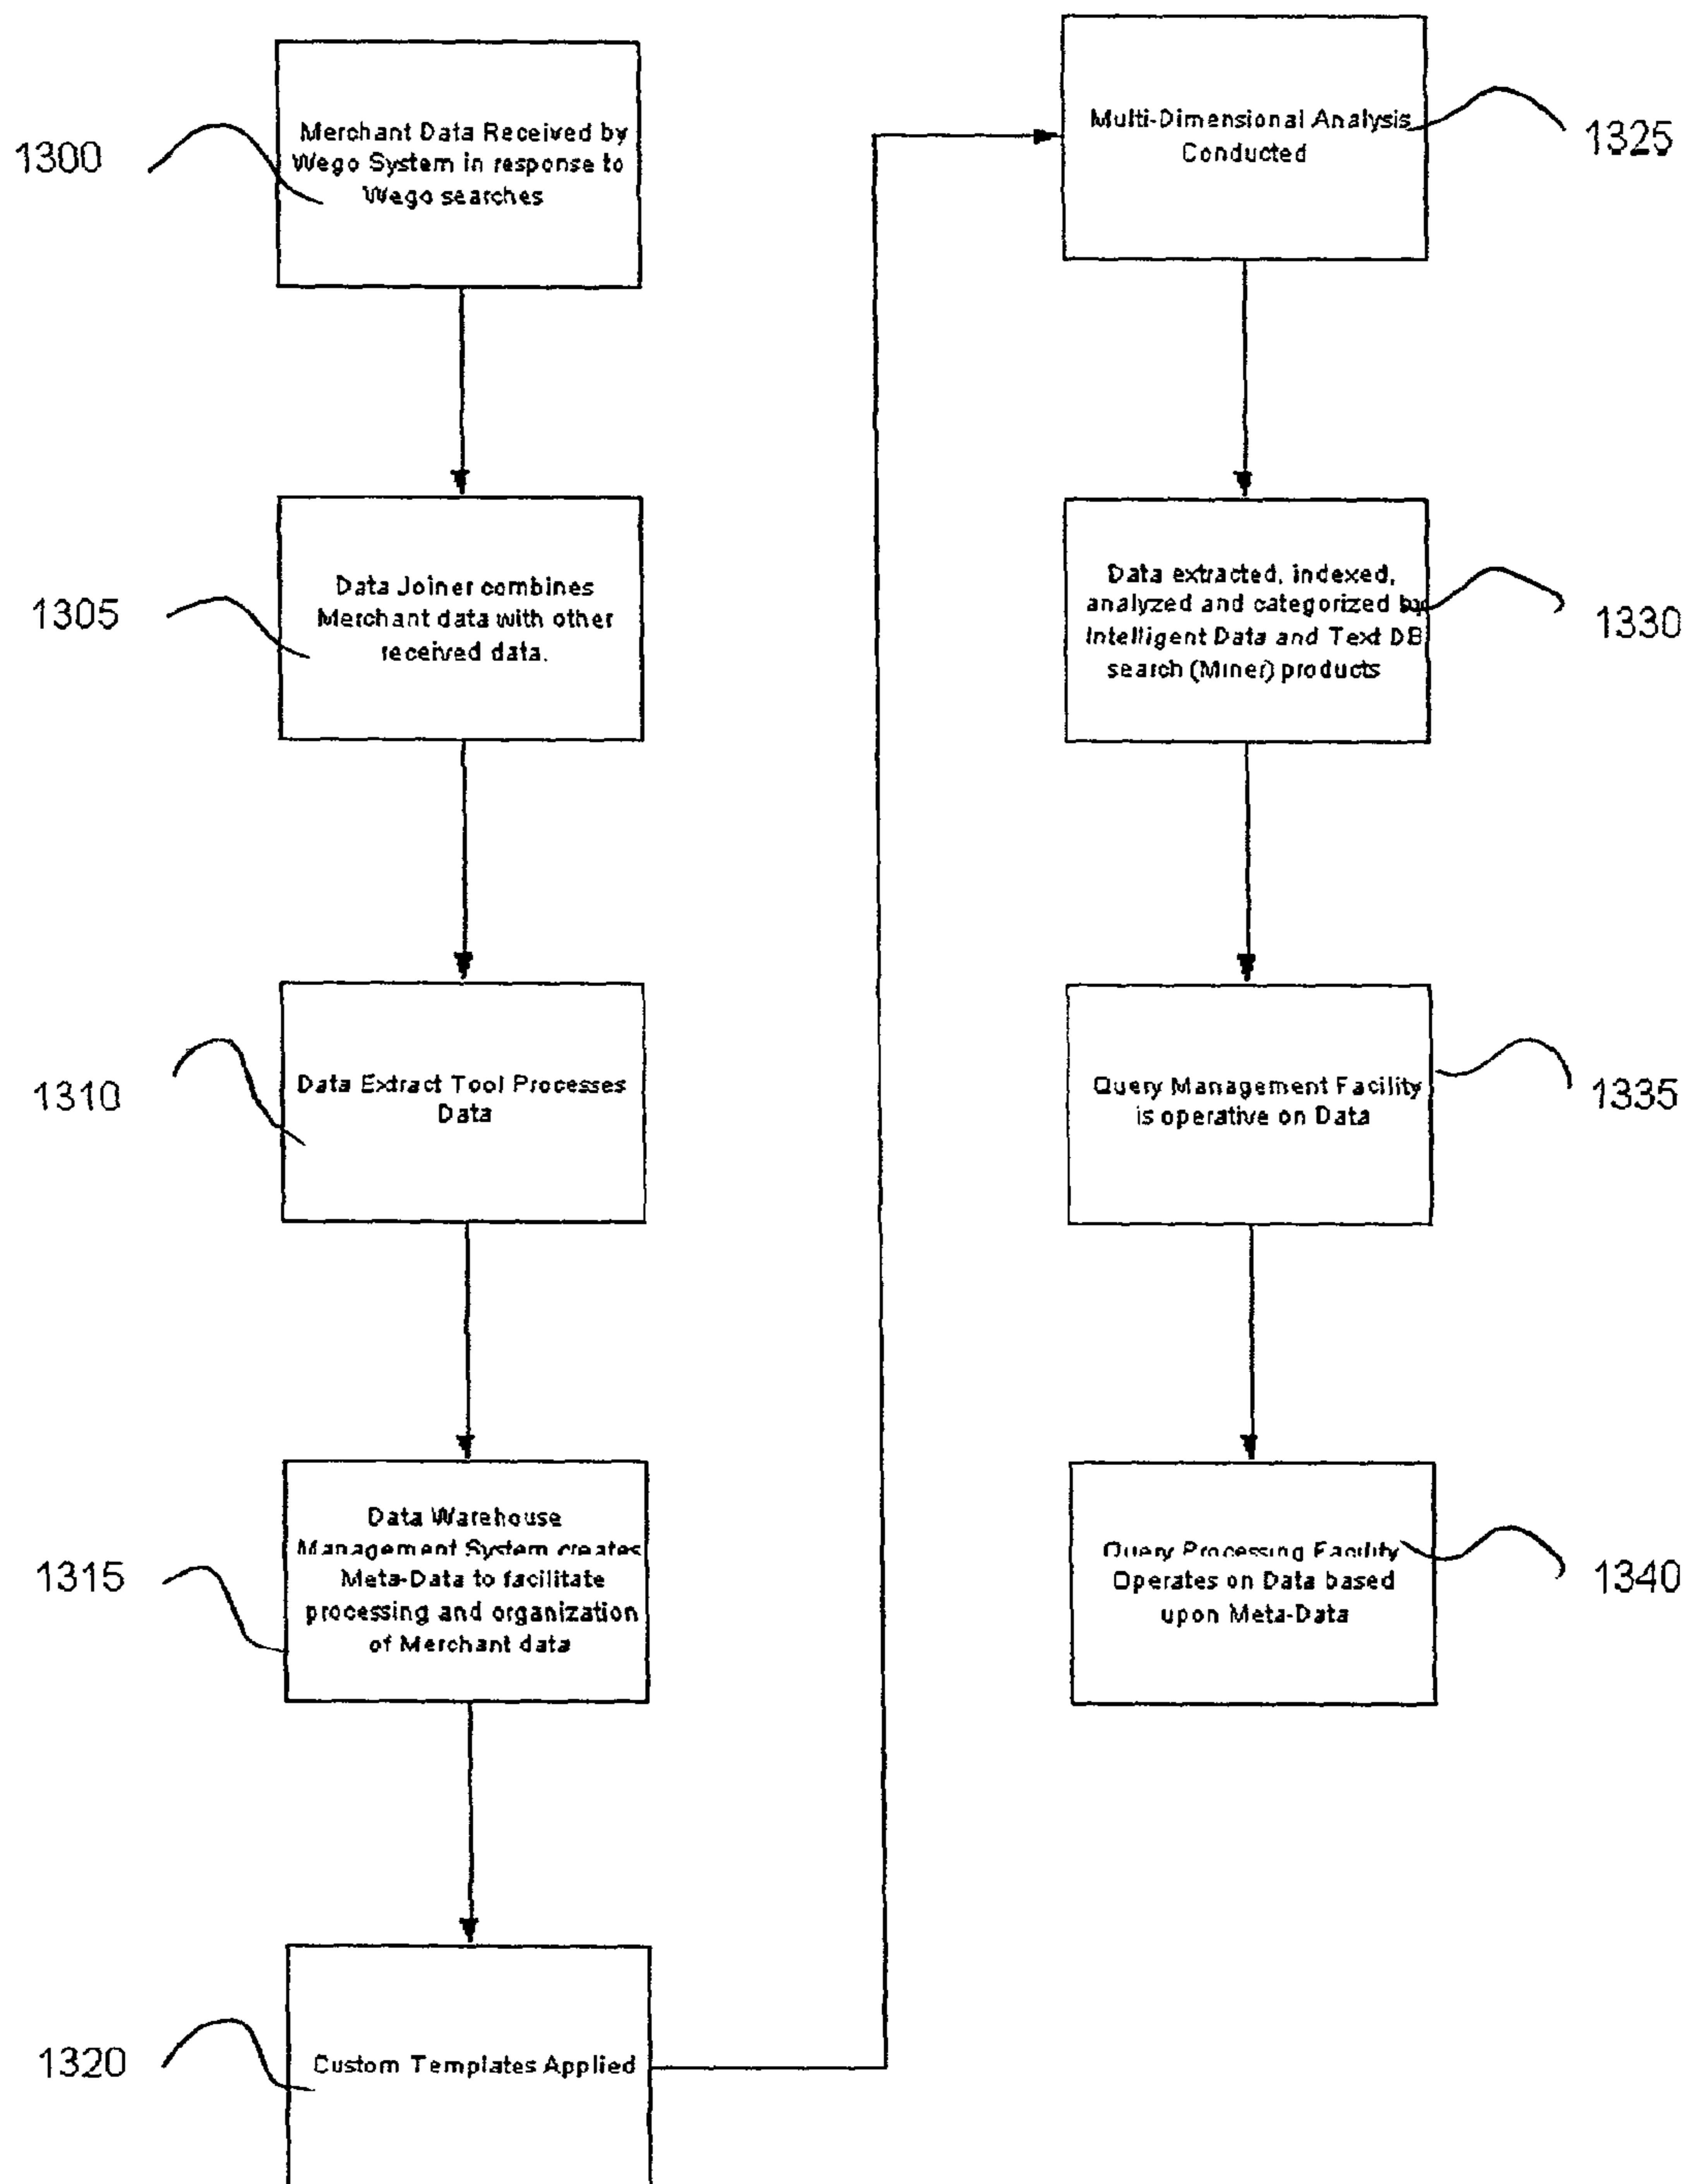 1300
Merchant Data Received by
Wego System in response to
Wego searches
1305
Data Joiner combines
Merchant data with other
received data.
1310
Data Extract Tool Processes
Data
1315
Data Warehouse
Management System creates
Meta-Data to facilitate
processing and organization
of Merchant data
1320
Custom Templates Applied
Multi-Dimensional Analysis
Conducted
1325
Data extracted, indexed,
analyzed and categorized by
Intelligent Data and Text DB
search (Miner) products
1330
Query Management Facility
is operative on Data
1335
Query Processing Facility
Operates on Data based
upon Meta-Data
1340